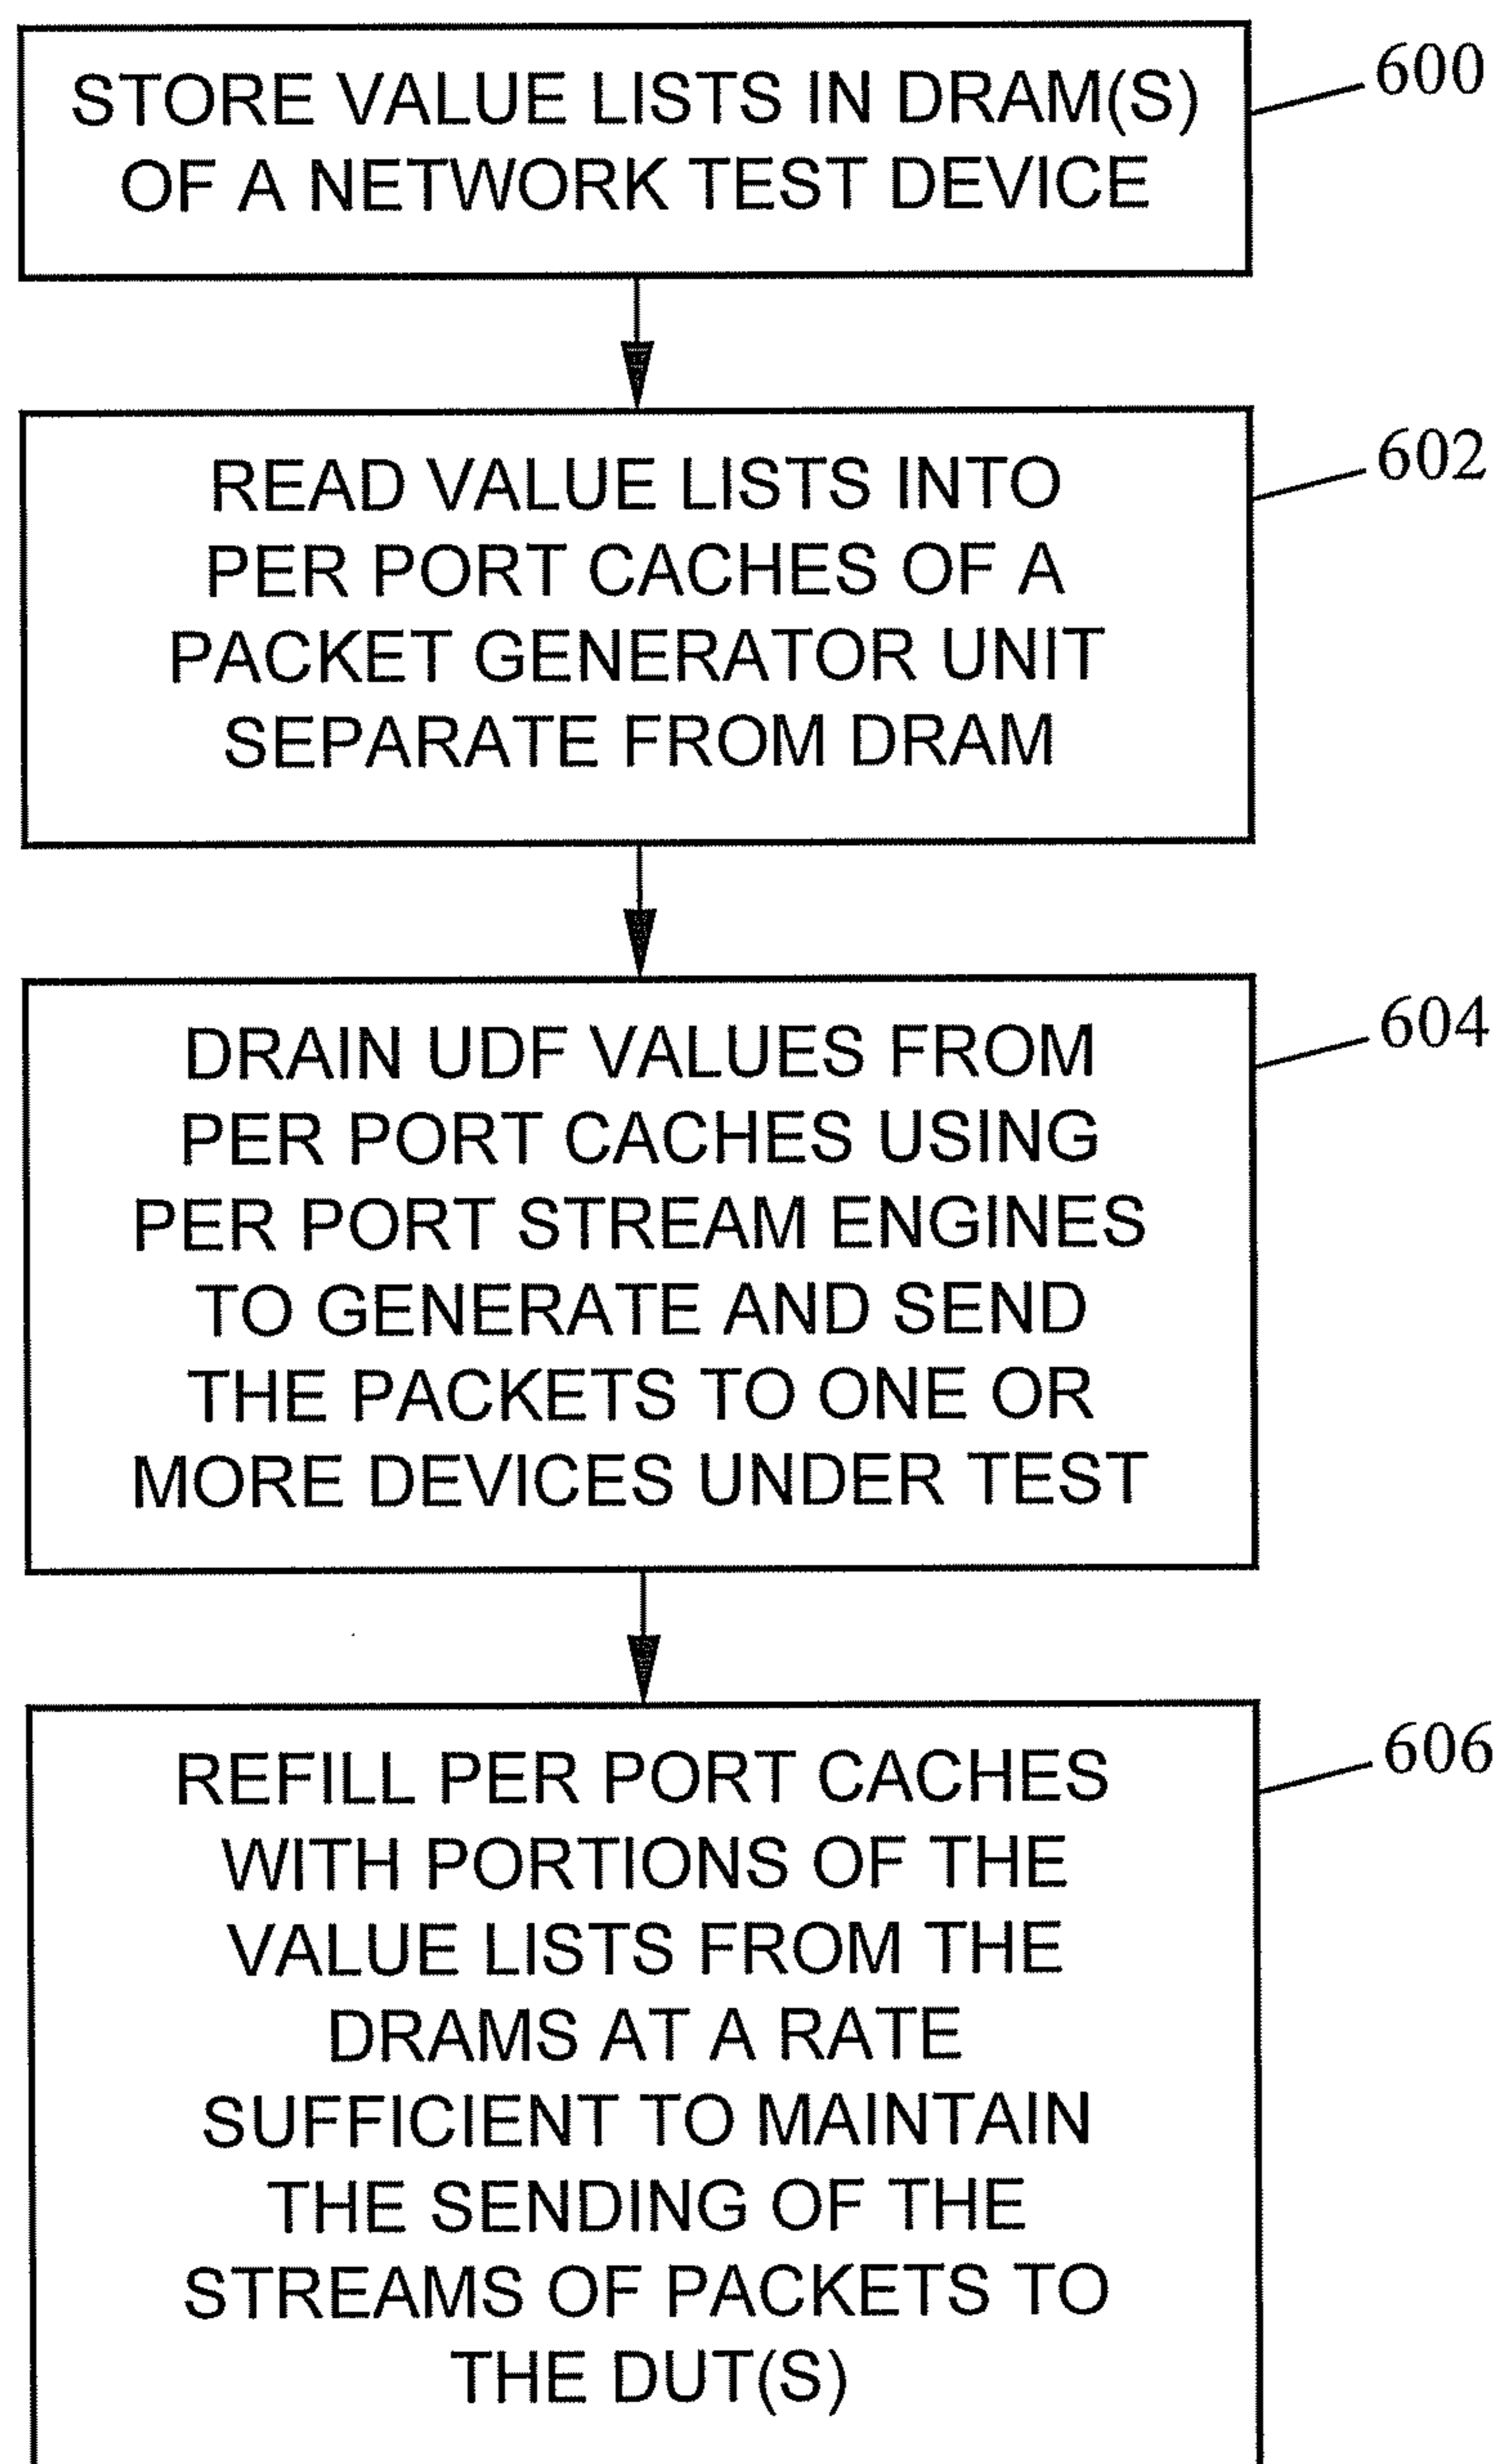 STORE VALUE LISTS IN DRAM(S)
OF A NETWORK TEST DEVICE
600
READ VALUE LISTS INTO
PER PORT CACHES OF A
PACKET GENERATOR UNIT
SEPARATE FROM DRAM
602
DRAIN UDF VALUES FROM
PER PORT CACHES USING
PER PORT STREAM ENGINES
TO GENERATE AND SEND
THE PACKETS TO ONE OR
MORE DEVICES UNDER TEST
604
REFILL PER PORT CACHES
WITH PORTIONS OF THE
VALUE LISTS FROM THE
DRAMS AT A RATE
SUFFICIENT TO MAINTAIN
THE SENDING OF THE
STREAMS OF PACKETS TO
THE DUT(S)
606